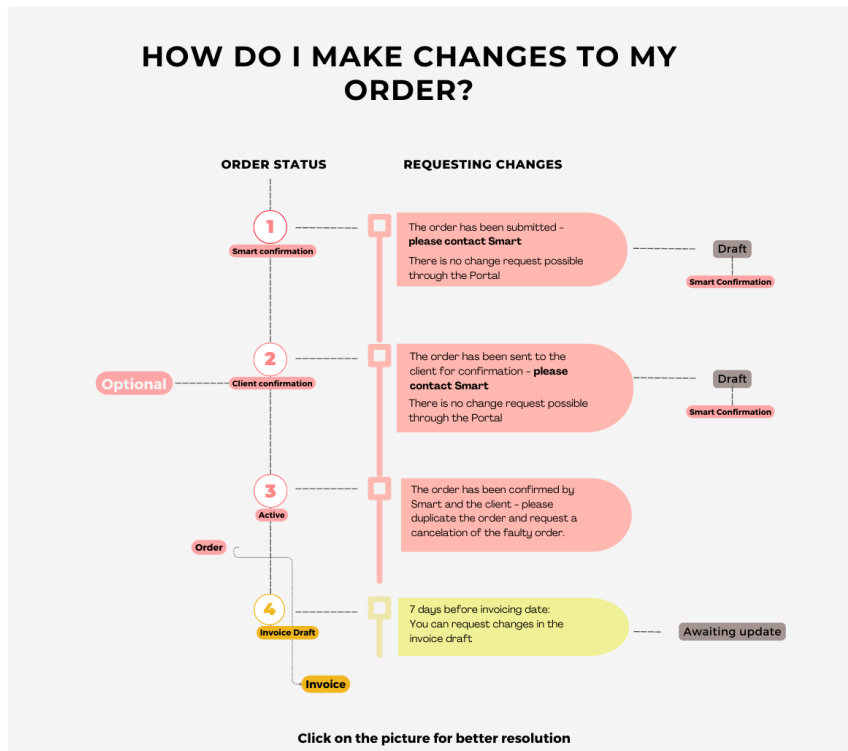 HOW DO I MAKE CHANGES TO MY
ORDER?
ORDER STATUS
REQUESTING CHANGES
1
Smart confirmation
The order has been submitted -
please contact Smart
There is no change request possible
through the Portal
Draft
Smart Confirmation
Optional
2
Client confirmation
The order has been sent to the
client for confirmation - please
contact Smart
There is no change request possible
through the Portal
Draft
Smart Confirmation
3
Active
The order has been confirmed by
Smart and the client - please
duplicate the order and request a
cancelation of the faulty order.
Order
4
Invoice Draft
7 days before invoicing date:
You can request changes in the
invoice draft
Awaiting update
Invoice
Click on the picture for better resolution